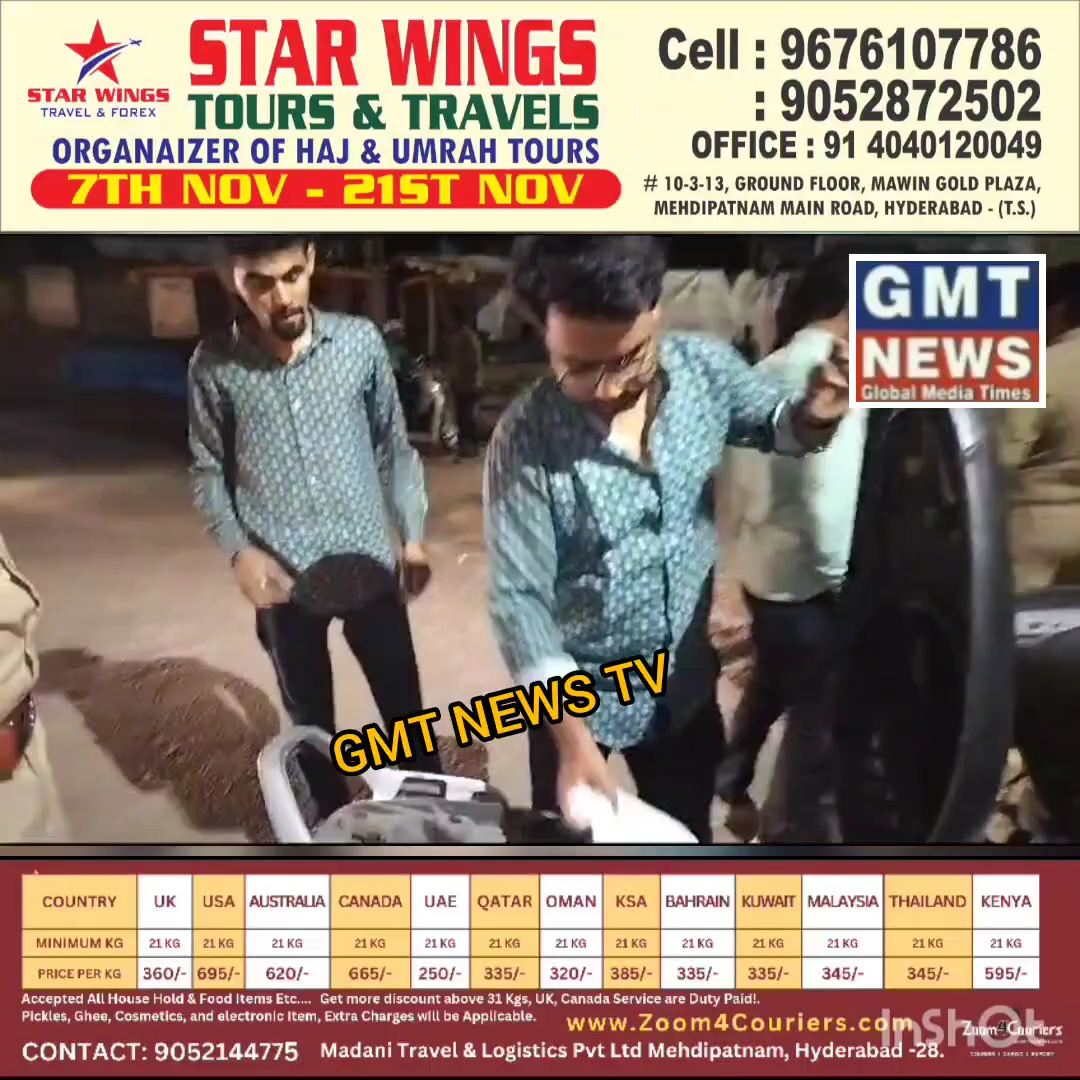 STAR WINGS
TRAVEL & FOREX
STAR WINGS
TOURS & TRAVELS
ORGANAIZER OF HAJ & UMRAH TOURS
7TH NOV - 21ST NOV
Cell : 9676107786
: 9052872502
OFFICE : 91 4040120049
# 10-3-13, GROUND FLOOR, MAWIN GOLD PLAZA,
MEHDIPATNAM MAIN ROAD, HYDERABAD - (T.S.)
GMT
NEWS
Global Media Times
GMT NEWS TV
COUNTRY UK USA AUSTRALIA CANADA UAE QATAR OMAN KSA BAHRAIN KUWAIT MALAYSIA THAILAND KENYA
MINIMUM KG 21 KG 21 KG 21 KG 21 KG 21 KG 21 KG 21 KG 21 KG 21 KG 21 KG 21 KG 21 KG 21 KG
PRICE PER KG 360/- 695/- 620/- 665/- 250/- 335/- 320/- 385/- 335/- 335/- 345/- 345/- 595/-
Accepted All House Hold & Food Items Etc.... Get more discount above 31 Kgs, UK, Canada Service are Duty Paid!.
Pickles, Ghee, Cosmetics, and electronic Item, Extra Charges will be Applicable.
www.Zoom4Couriers.com
InShOt
Zoom4Couriers
COURIER | CARGO | EXPORT
CONTACT: 9052144775 Madani Travel & Logistics Pvt Ltd Mehdipatnam, Hyderabad -28.